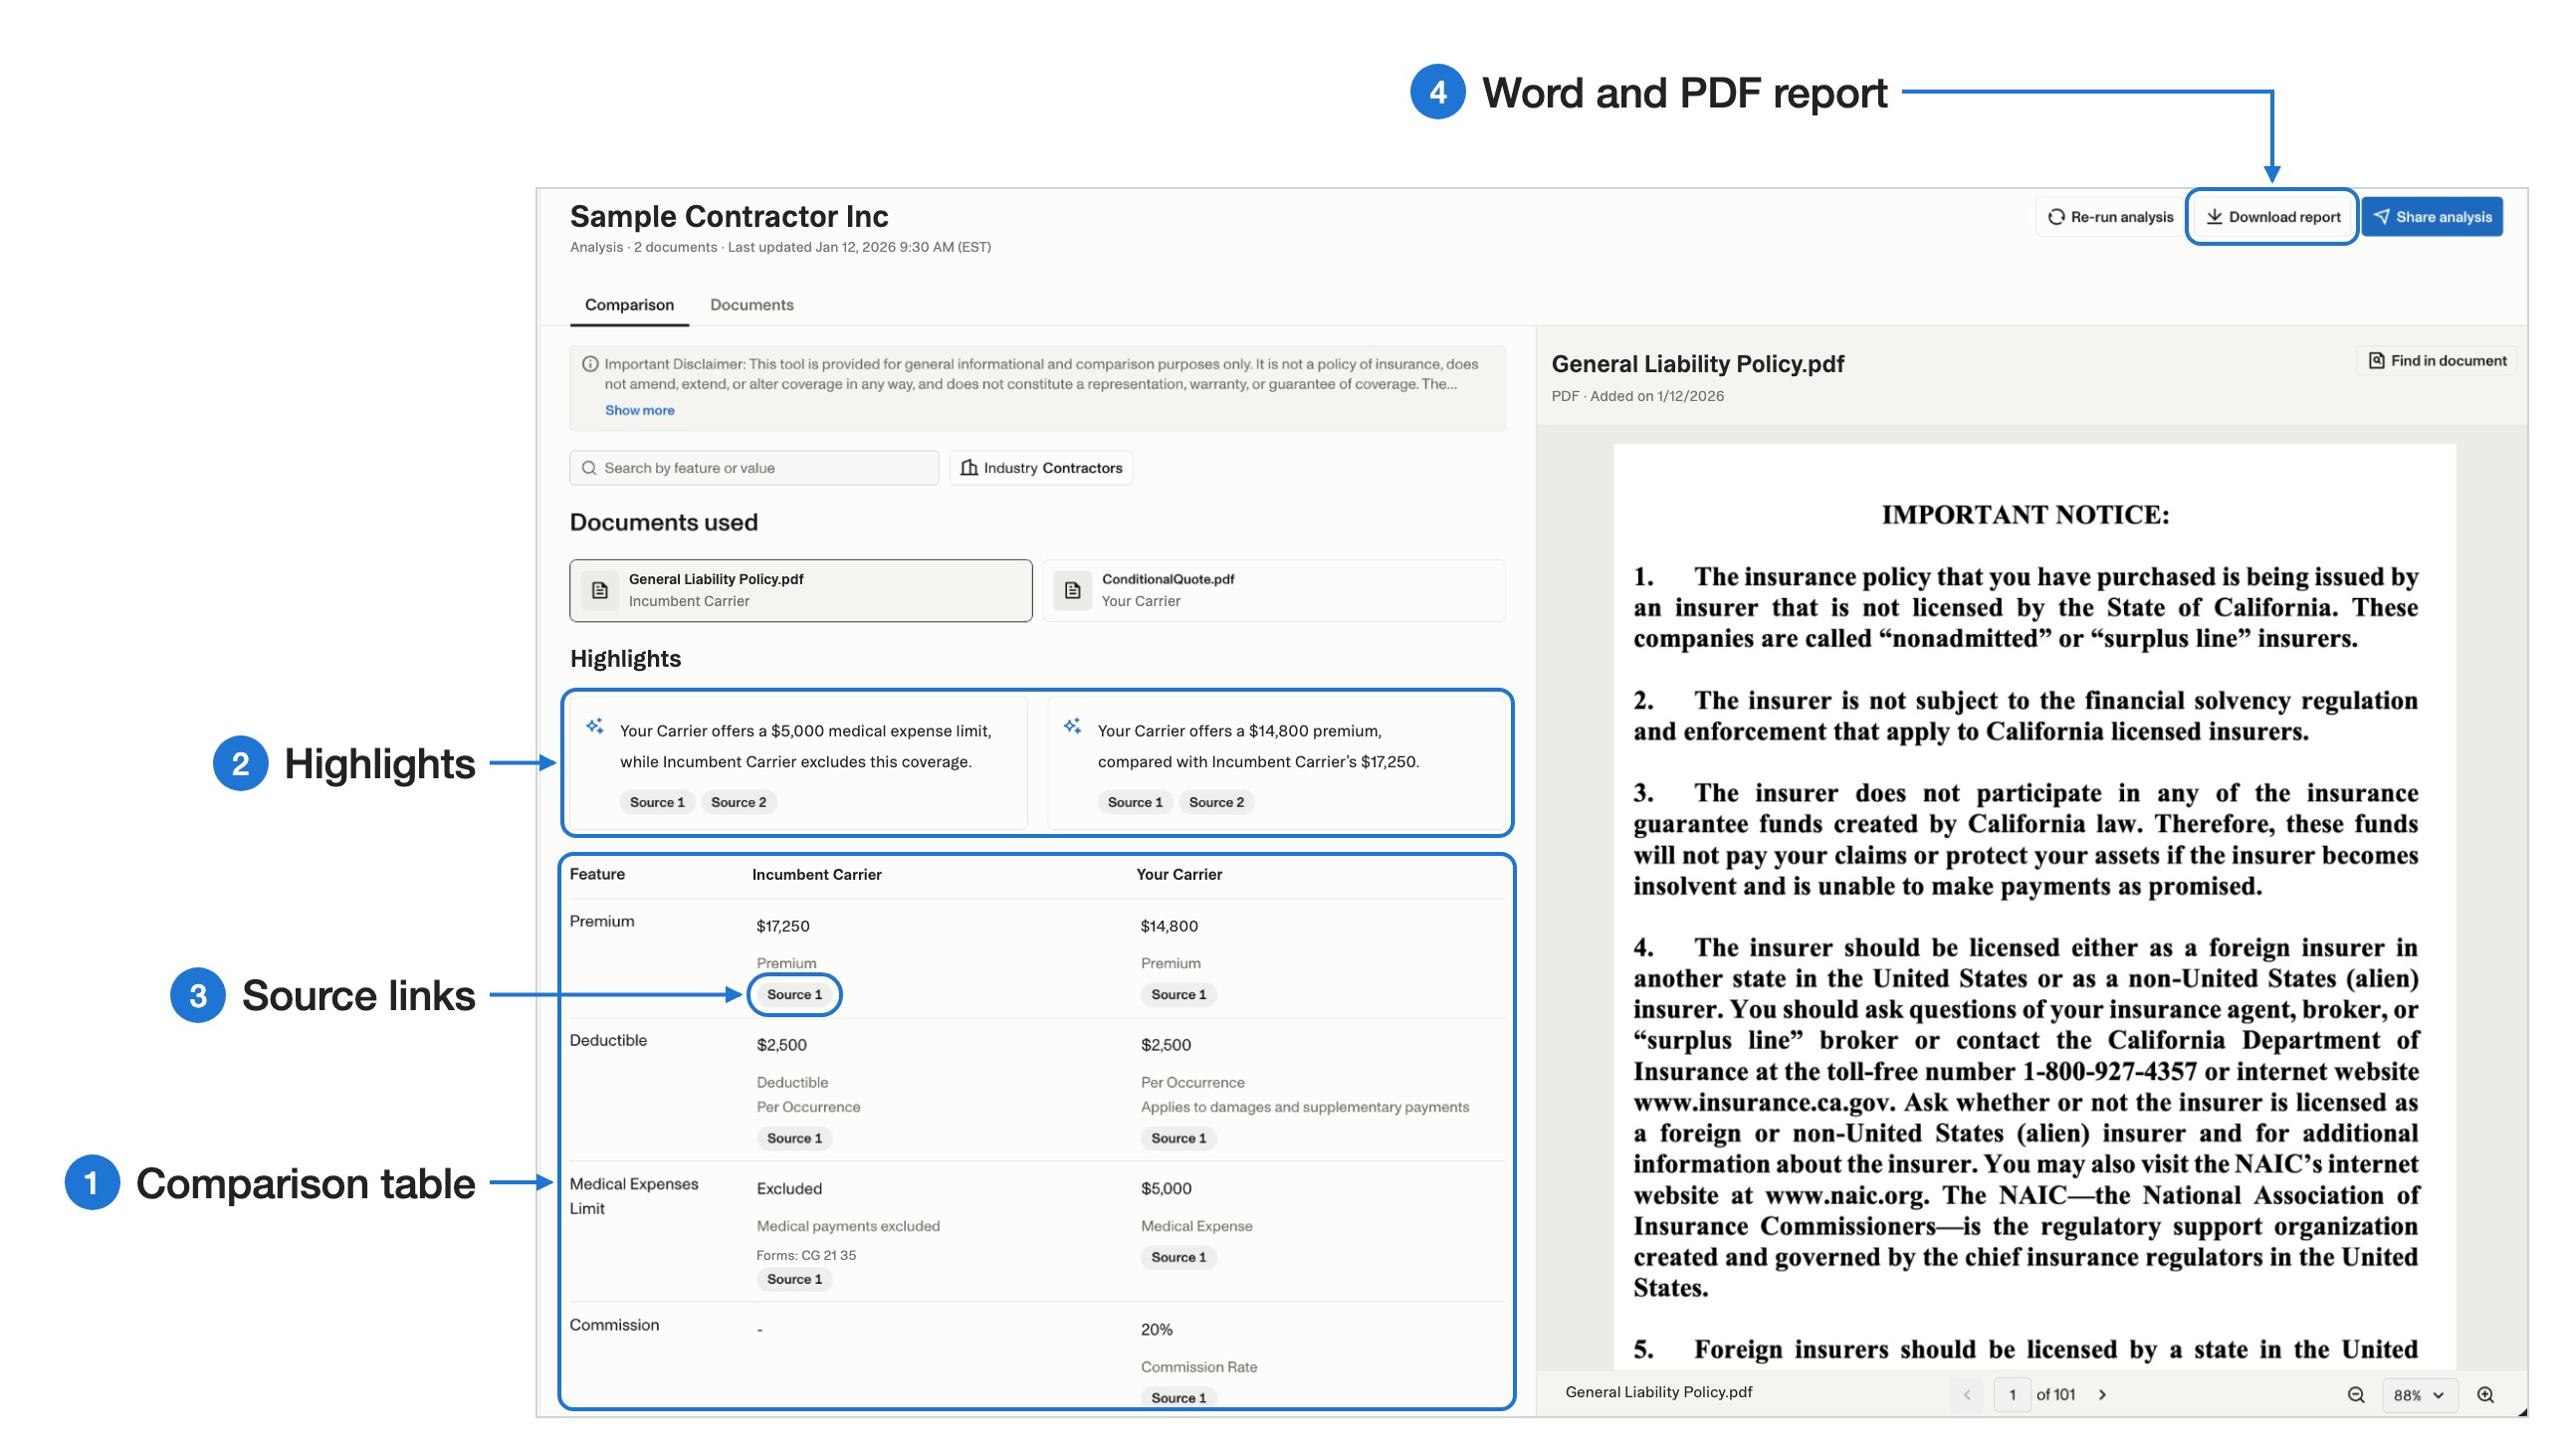 4 Word and PDF report
Sample Contractor Inc
Analysis · 2 documents · Last updated Jan 12, 2026 9:30 AM (EST)
Re-run analysis
Download report
Share analysis
Comparison
Documents
Important Disclaimer: This tool is provided for general informational and comparison purposes only. It is not a policy of insurance, does
not amend, extend, or alter coverage in any way, and does not constitute a representation, warranty, or guarantee of coverage. The...
Show more
Search by feature or value
Industry Contractors
Documents used
General Liability Policy.pdf
Incumbent Carrier
ConditionalQuote.pdf
Your Carrier
Highlights
2 Highlights
Your Carrier offers a $5,000 medical expense limit,
while Incumbent Carrier excludes this coverage.
Source 1 Source 2
Your Carrier offers a $14,800 premium,
compared with Incumbent Carrier’s $17,250.
Source 1 Source 2
Feature Incumbent Carrier Your Carrier
Premium $17,250 $14,800
Premium Premium
3 Source links
Source 1 Source 1
Deductible $2,500 $2,500
Deductible Per Occurrence
Per Occurrence Applies to damages and supplementary payments
Source 1 Source 1
1 Comparison table
Medical Expenses Excluded $5,000
Limit
Medical payments excluded Medical Expense
Forms: CG 21 35 Source 1
Source 1
Commission - 20%
Commission Rate
Source 1
General Liability Policy.pdf
PDF · Added on 1/12/2026
Find in document
IMPORTANT NOTICE:
1. The insurance policy that you have purchased is being issued by
an insurer that is not licensed by the State of California. These
companies are called “nonadmitted” or “surplus line” insurers.
2. The insurer is not subject to the financial solvency regulation
and enforcement that apply to California licensed insurers.
3. The insurer does not participate in any of the insurance
guarantee funds created by California law. Therefore, these funds
will not pay your claims or protect your assets if the insurer becomes
insolvent and is unable to make payments as promised.
4. The insurer should be licensed either as a foreign insurer in
another state in the United States or as a non-United States (alien)
insurer. You should ask questions of your insurance agent, broker, or
“surplus line” broker or contact the California Department of
Insurance at the toll-free number 1-800-927-4357 or internet website
www.insurance.ca.gov. Ask whether or not the insurer is licensed as
a foreign or non-United States (alien) insurer and for additional
information about the insurer. You may also visit the NAIC’s internet
website at www.naic.org. The NAIC—the National Association of
Insurance Commissioners—is the regulatory support organization
created and governed by the chief insurance regulators in the United
States.
5. Foreign insurers should be licensed by a state in the United
General Liability Policy.pdf
1 of 101
88%